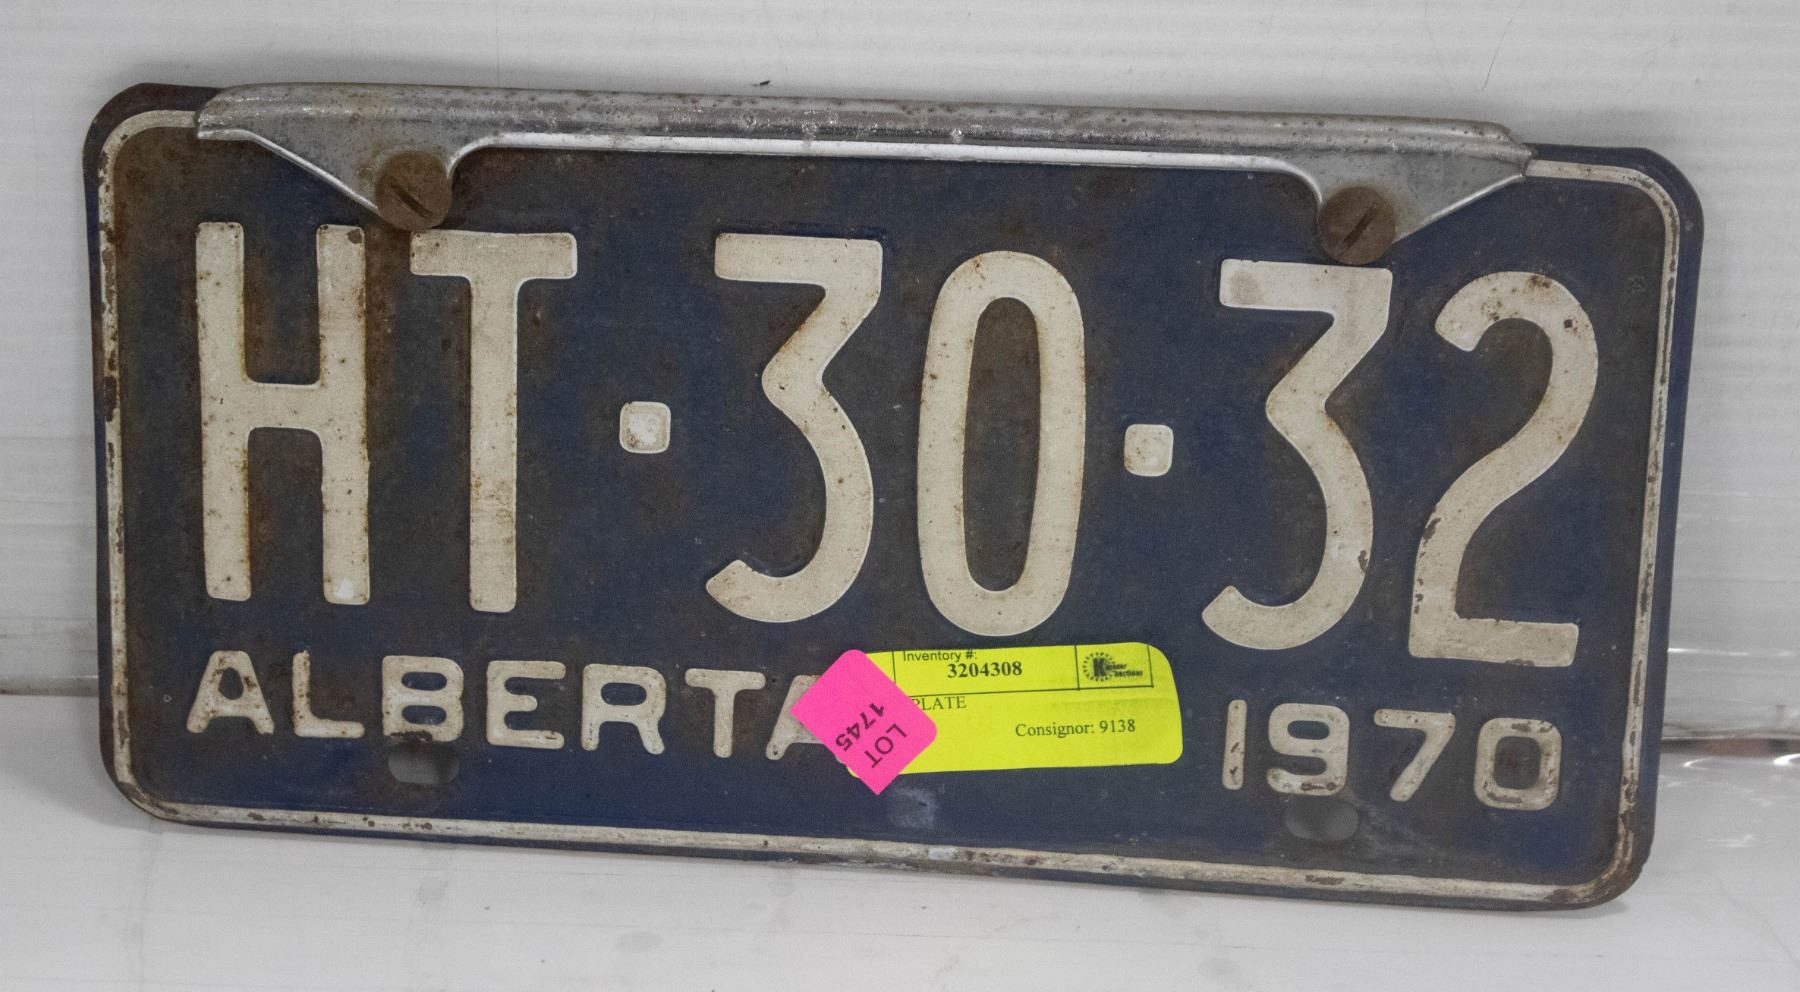 HT·30·32
ALBERTA 1970
Inventory #:
3204308
PLATE
Consignor: 9138
LOT
1745